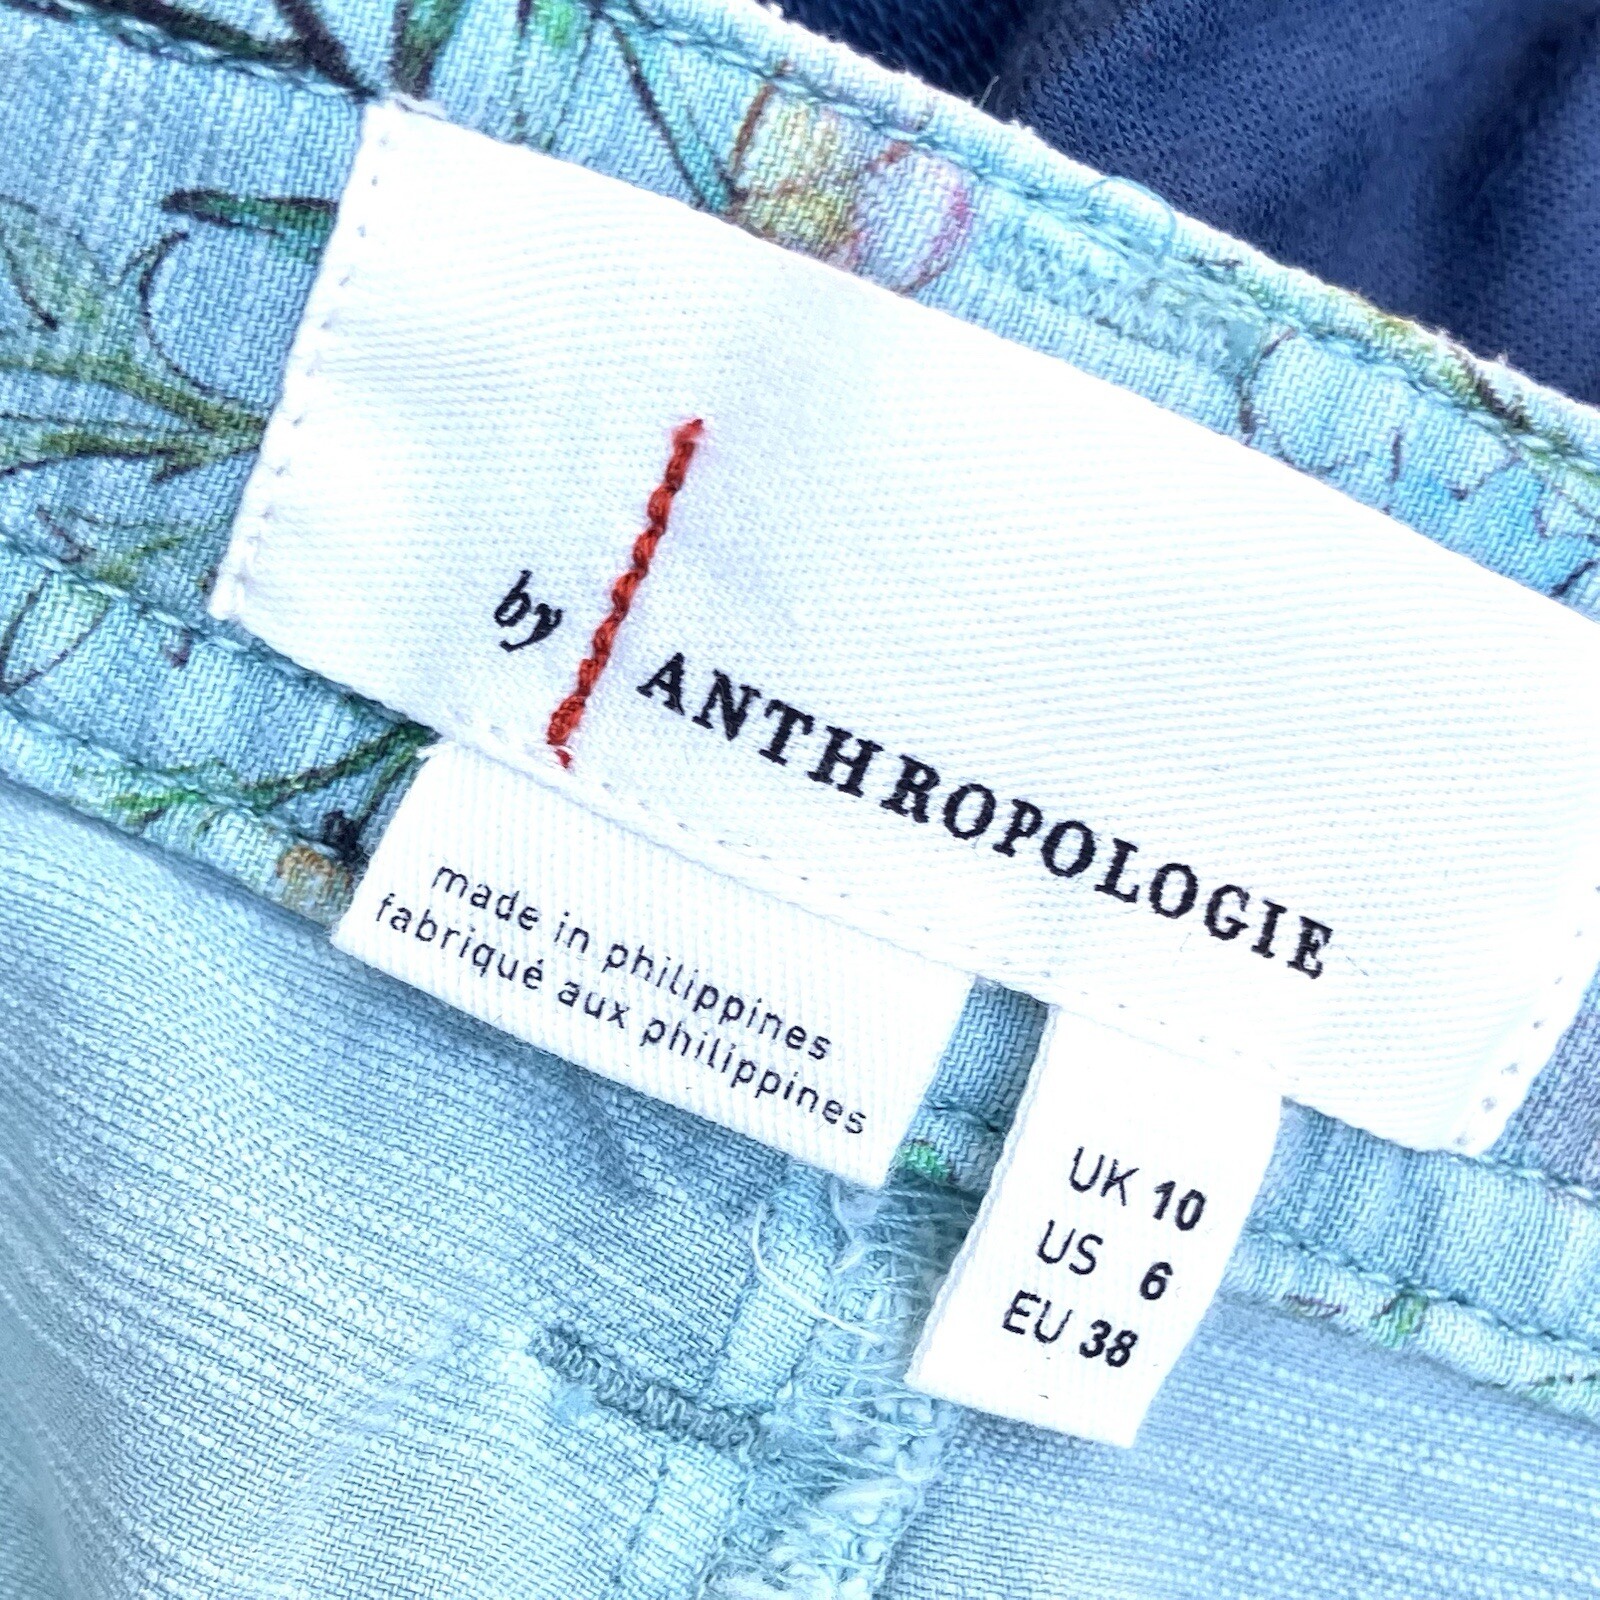 by ANTHROPOLOGIE
made in philippines
fabriqué aux philippines
UK 10
US 6
EU 38